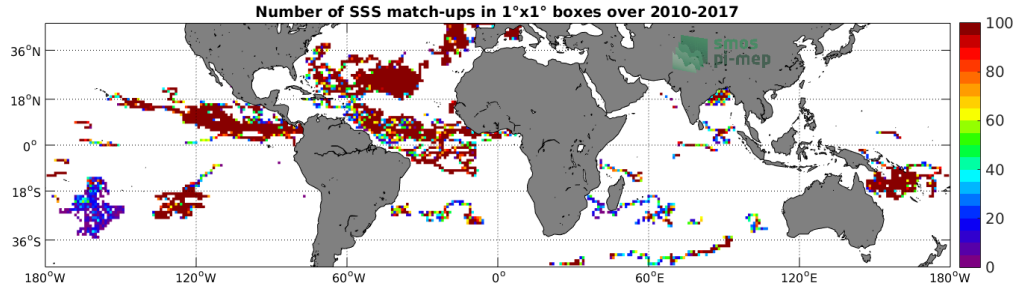 Number of SSS match-ups in 1°x1° boxes over 2010-2017
smos
pi-mep
36°N
18°N
0°
18°S
36°S
180°W 120°W 60°W 0° 60°E 120°E 180°W
100
80
60
40
20
0